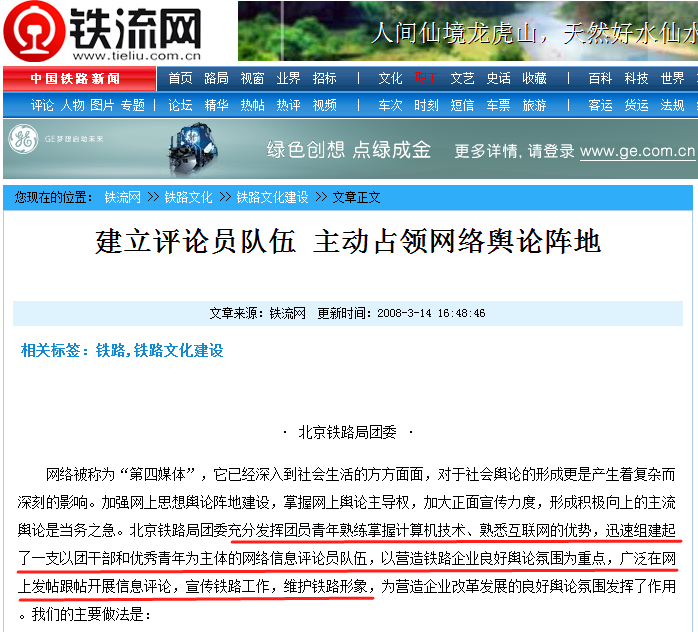 铁流网
www.tieliu.com.cn
人间仙境龙虎山，天然好水仙水
中国铁路新闻
首页 路局 视窗 业界 招标 | 文化 职工 文艺 史话 收藏 | 百科 科技 世界
评论 人物 图片 专题 | 论坛 精华 热帖 热评 视频 | 车次 时刻 短信 车票 旅游 | 客运 货运 法规
GE梦想启动未来
绿色创想 点绿成金 更多详情，请登录 www.ge.com.cn
您现在的位置： 铁流网 >> 铁路文化 >> 铁路文化建设 >> 文章正文
建立评论员队伍 主动占领网络舆论阵地
文章来源：铁流网 更新时间：2008-3-14 16:48:46
相关标签：铁路,铁路文化建设
· 北京铁路局团委 ·
网络被称为“第四媒体”，它已经深入到社会生活的方方面面，对于社会舆论的形成更是产生着复杂而
深刻的影响。加强网上思想舆论阵地建设，掌握网上舆论主导权，加大正面宣传力度，形成积极向上的主流
舆论是当务之急。北京铁路局团委充分发挥团员青年熟练掌握计算机技术、熟悉互联网的优势，迅速组建起
了一支以团干部和优秀青年为主体的网络信息评论员队伍，以营造铁路企业良好舆论氛围为重点，广泛在网
上发帖跟帖开展信息评论，宣传铁路工作，维护铁路形象，为营造企业改革发展的良好舆论氛围发挥了作用
。我们的主要做法是：